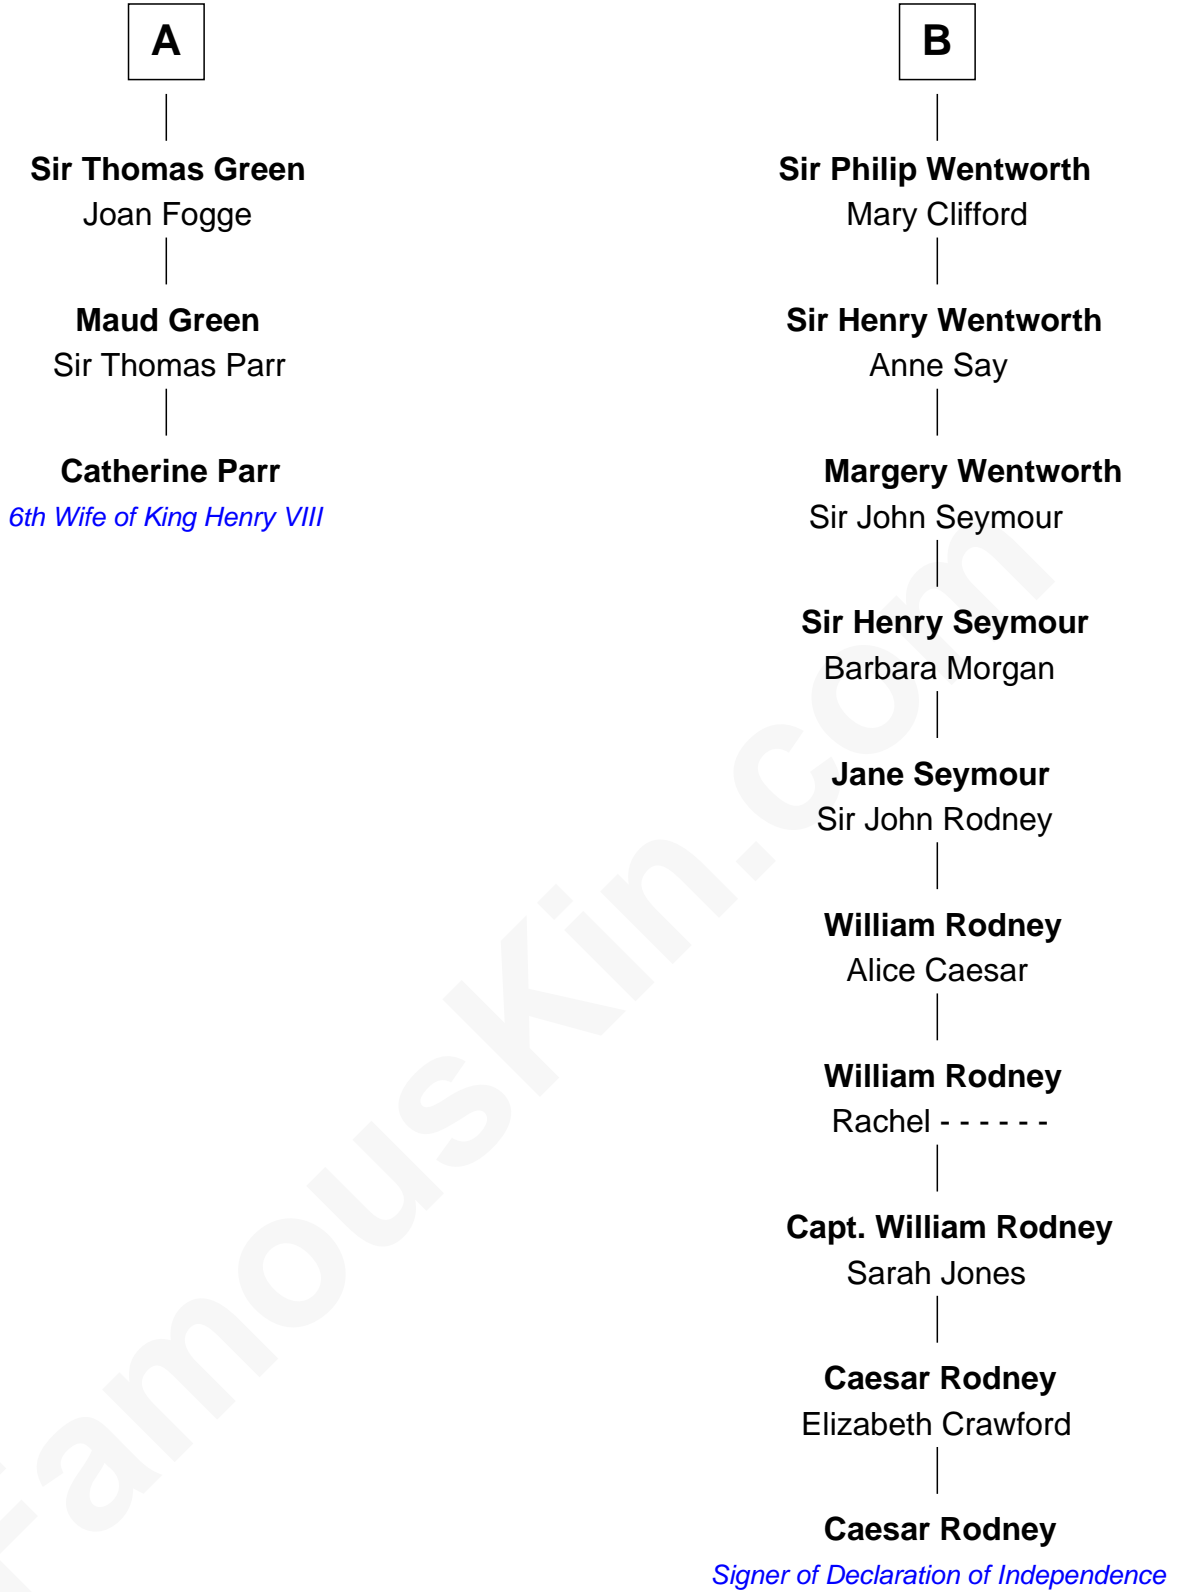 A
Sir Thomas Green
Joan Fogge
Maud Green
Sir Thomas Parr
Catherine Parr
6th Wife of King Henry VIII
B
Sir Philip Wentworth
Mary Clifford
Sir Henry Wentworth
Anne Say
Margery Wentworth
Sir John Seymour
Sir Henry Seymour
Barbara Morgan
Jane Seymour
Sir John Rodney
William Rodney
Alice Caesar
William Rodney
Rachel - - - - - -
Capt. William Rodney
Sarah Jones
Caesar Rodney
Elizabeth Crawford
Caesar Rodney
Signer of Declaration of Independence
FamousKin.com